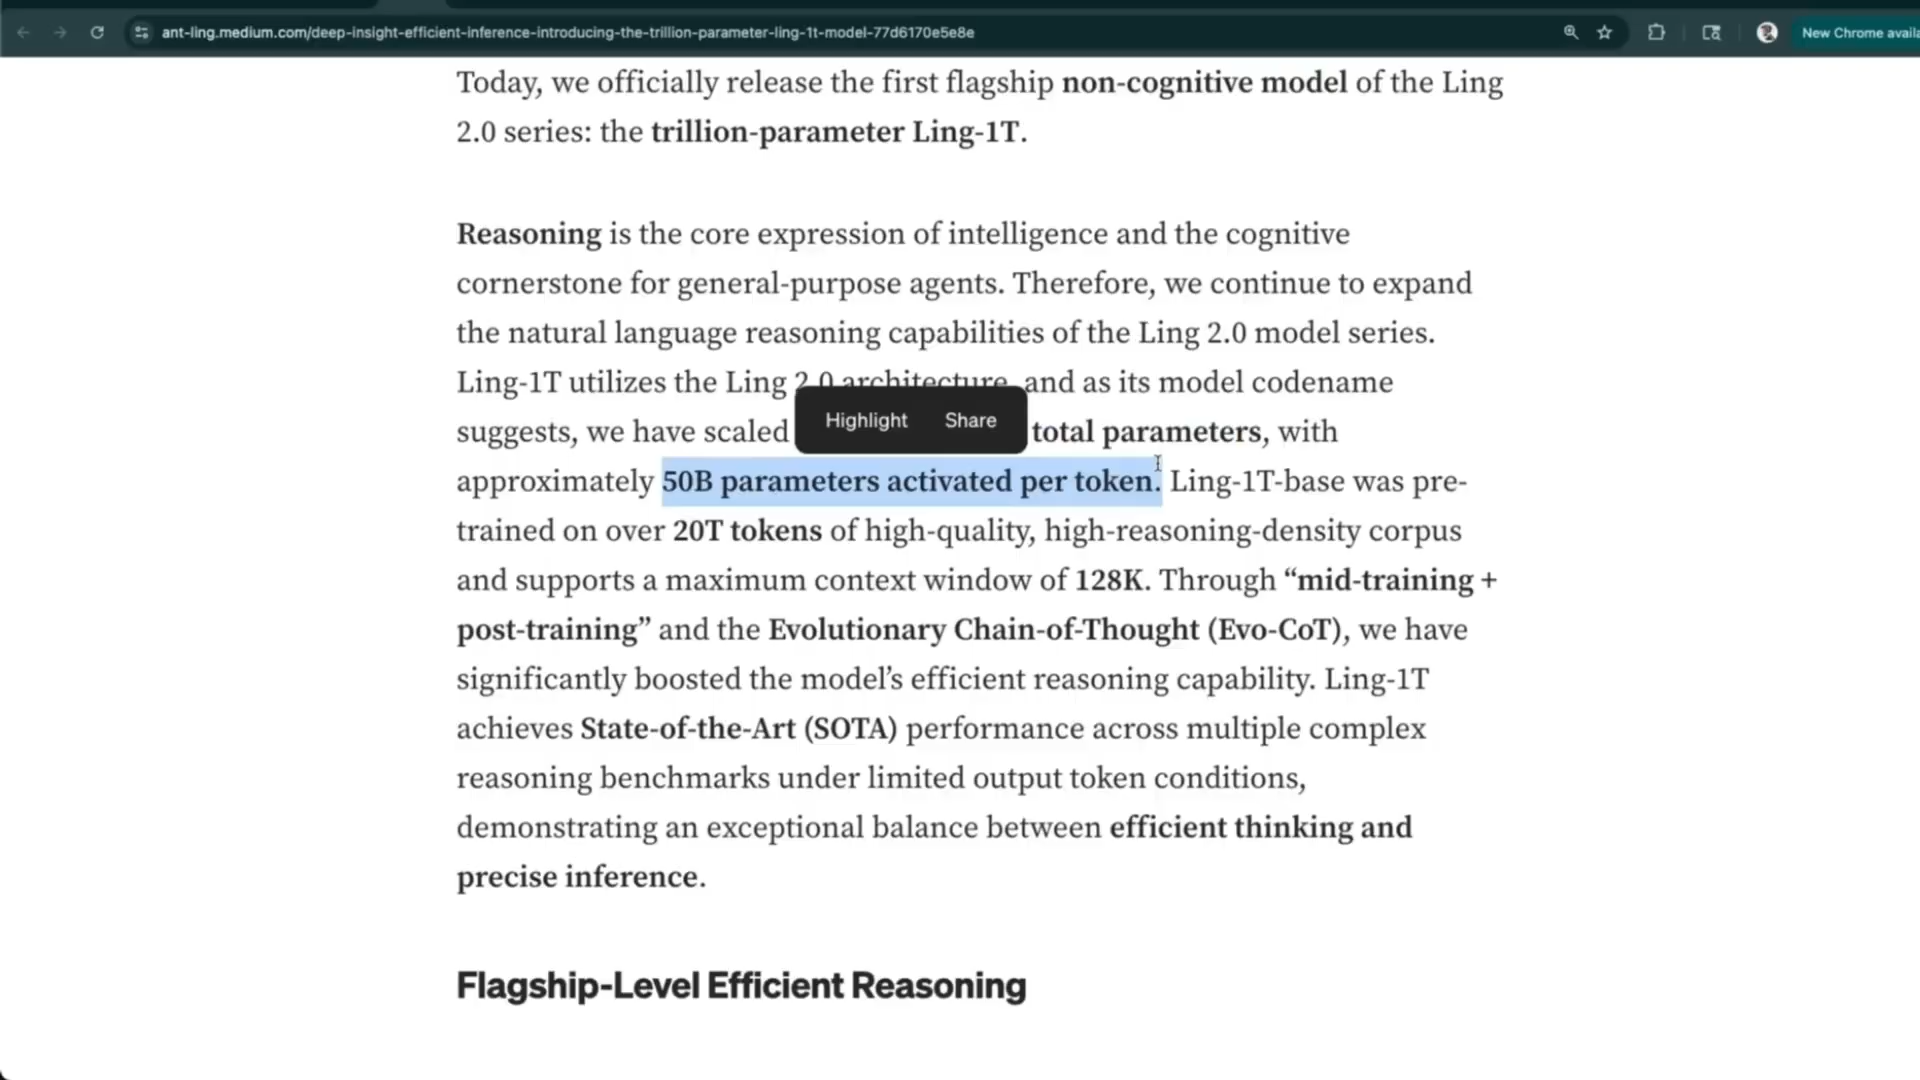 ant-ling.medium.com/deep-insight-efficient-inference-introducing-the-trillion-parameter-ling-1t-model-77d6170e5e8e
New Chrome availa
Today, we officially release the first flagship non-cognitive model of the Ling
2.0 series: the trillion-parameter Ling-1T.
Reasoning is the core expression of intelligence and the cognitive
cornerstone for general-purpose agents. Therefore, we continue to expand
the natural language reasoning capabilities of the Ling 2.0 model series.
Ling-1T utilizes the Ling 2.0 architecture, and as its model codename
Highlight Share
suggests, we have scaled total parameters, with
approximately 50B parameters activated per token. Ling-1T-base was pre-
trained on over 20T tokens of high-quality, high-reasoning-density corpus
and supports a maximum context window of 128K. Through “mid-training +
post-training” and the Evolutionary Chain-of-Thought (Evo-CoT), we have
significantly boosted the model’s efficient reasoning capability. Ling-1T
achieves State-of-the-Art (SOTA) performance across multiple complex
reasoning benchmarks under limited output token conditions,
demonstrating an exceptional balance between efficient thinking and
precise inference.
Flagship-Level Efficient Reasoning